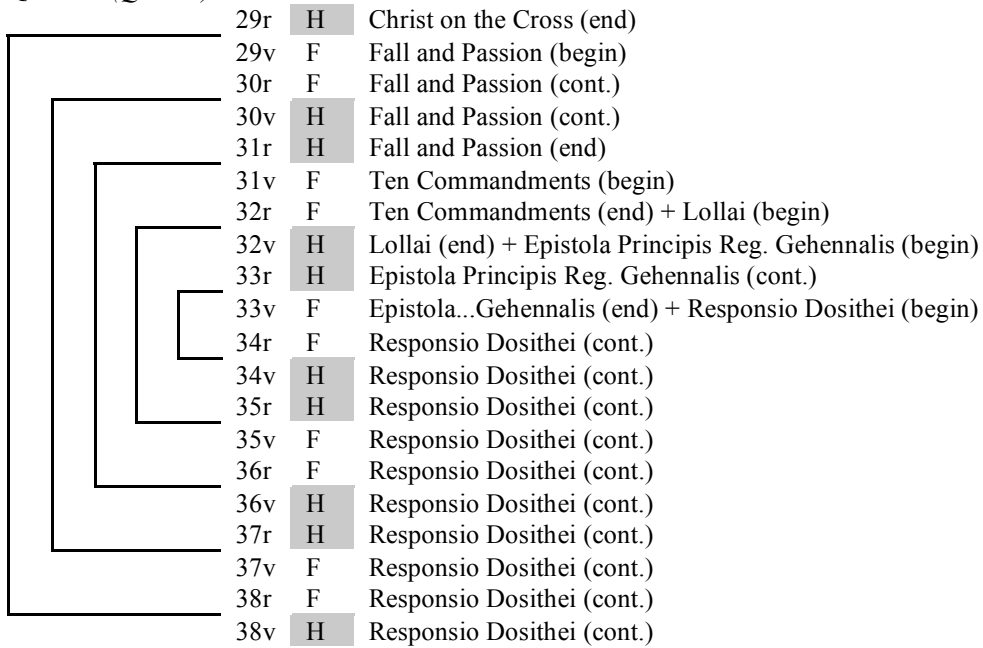 29r H Christ on the Cross (end)
29v F Fall and Passion (begin)
30r F Fall and Passion (cont.)
30v H Fall and Passion (cont.)
31r H Fall and Passion (end)
31v F Ten Commandments (begin)
32r F Ten Commandments (end) + Lollai (begin)
32v H Lollai (end) + Epistola Principis Reg. Gehennalis (begin)
33r H Epistola Principis Reg. Gehennalis (cont.)
33v F Epistola...Gehennalis (end) + Responsio Dosithei (begin)
34r F Responsio Dosithei (cont.)
34v H Responsio Dosithei (cont.)
35r H Responsio Dosithei (cont.)
35v F Responsio Dosithei (cont.)
36r F Responsio Dosithei (cont.)
36v H Responsio Dosithei (cont.)
37r H Responsio Dosithei (cont.)
37v F Responsio Dosithei (cont.)
38r F Responsio Dosithei (cont.)
38v H Responsio Dosithei (cont.)